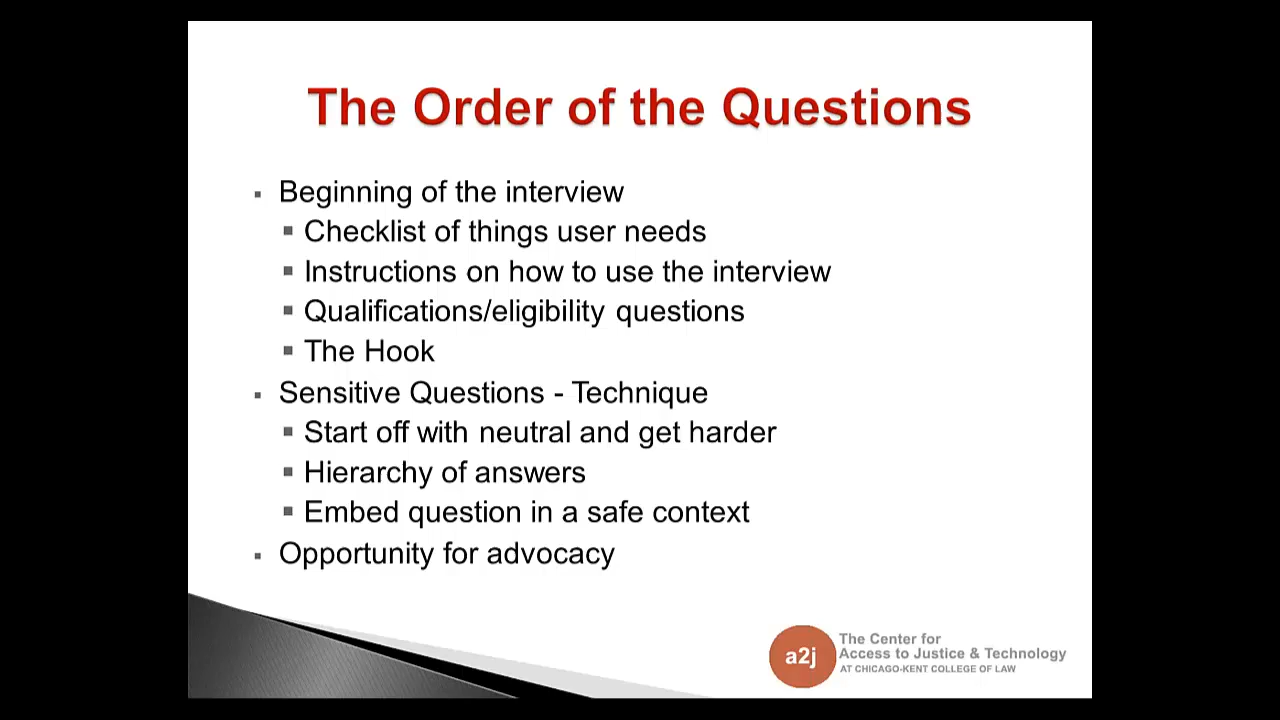 The Order of the Questions
▪ Beginning of the interview
▪ Checklist of things user needs
▪ Instructions on how to use the interview
▪ Qualifications/eligibility questions
▪ The Hook
▪ Sensitive Questions - Technique
▪ Start off with neutral and get harder
▪ Hierarchy of answers
▪ Embed question in a safe context
▪ Opportunity for advocacy
a2j
The Center for
Access to Justice & Technology
AT CHICAGO-KENT COLLEGE OF LAW